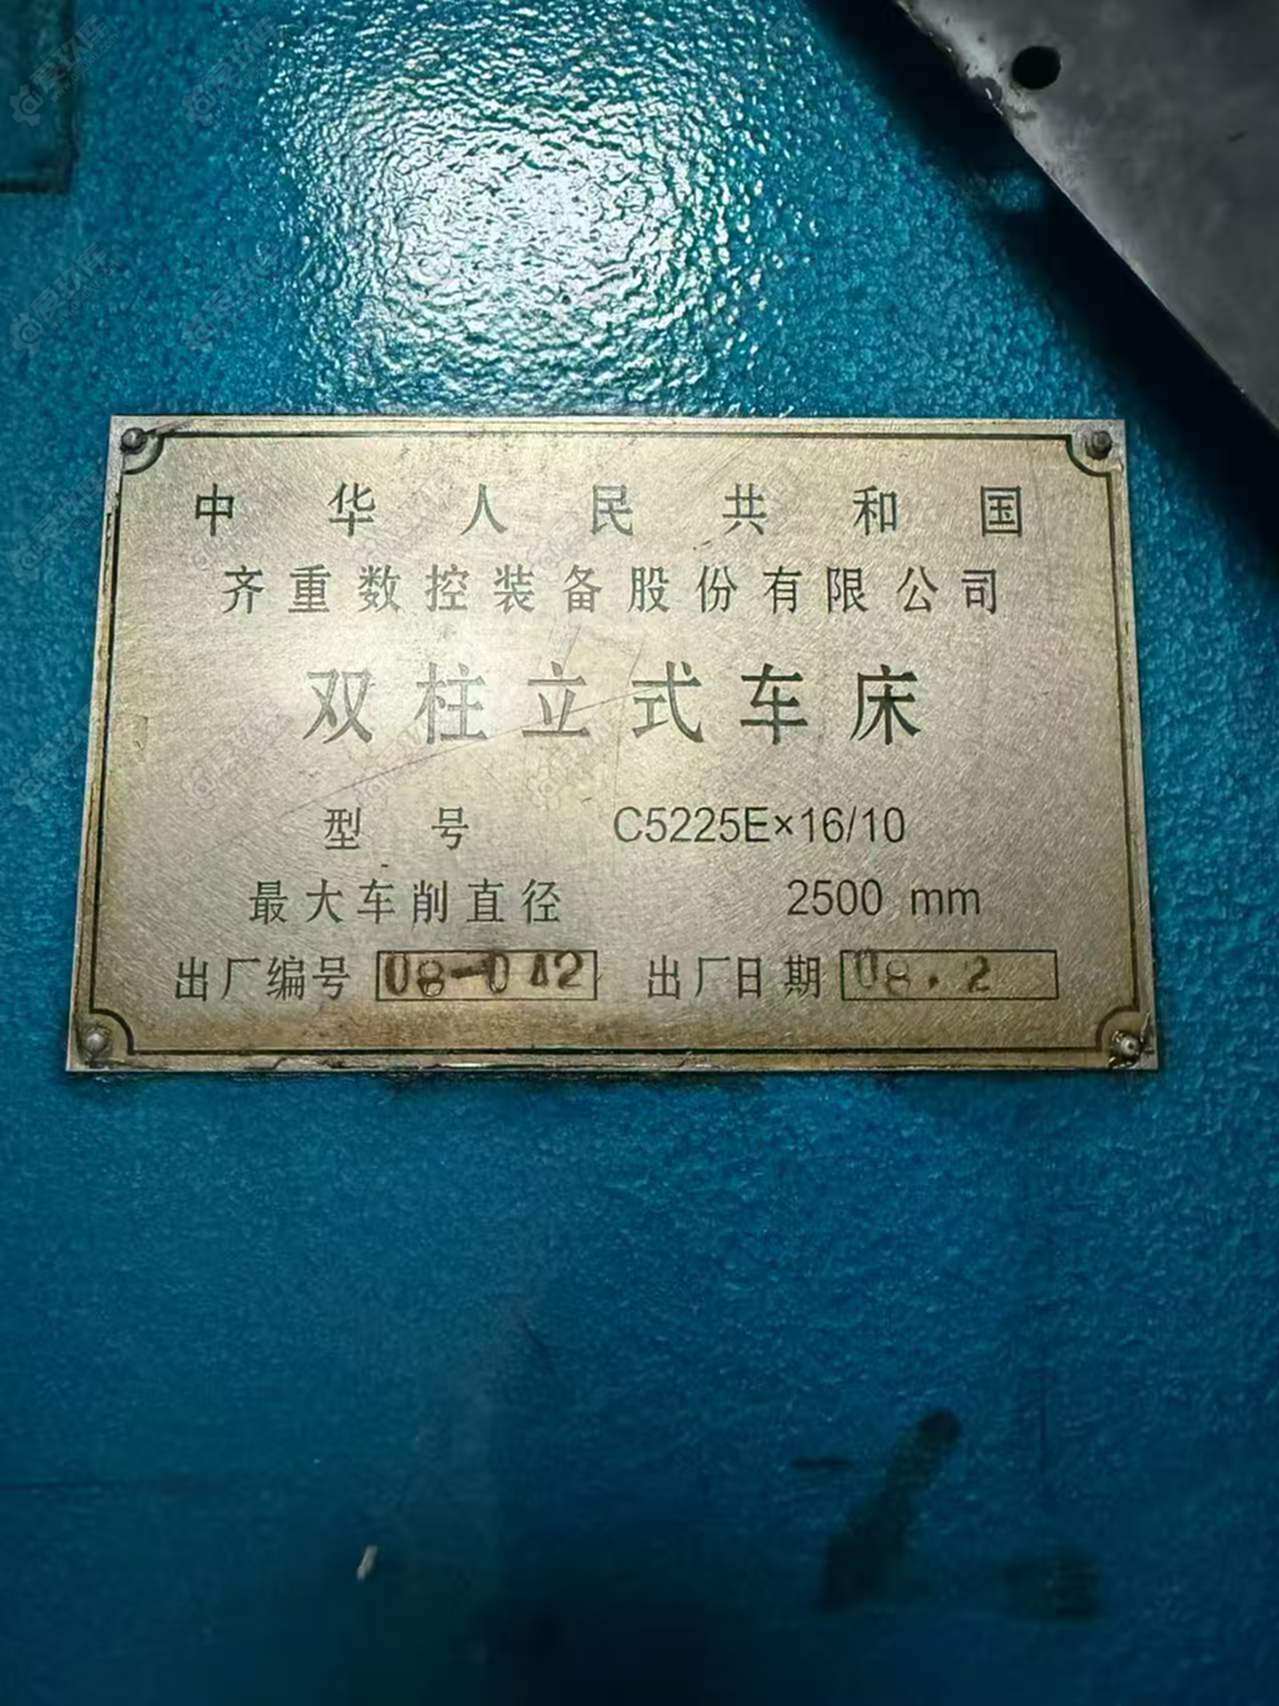 中华人民共和国
齐重数控装备股份有限公司
双柱立式车床
型号 C5225E×16/10
最大车削直径 2500 mm
出厂编号 08-042 出厂日期 08.2